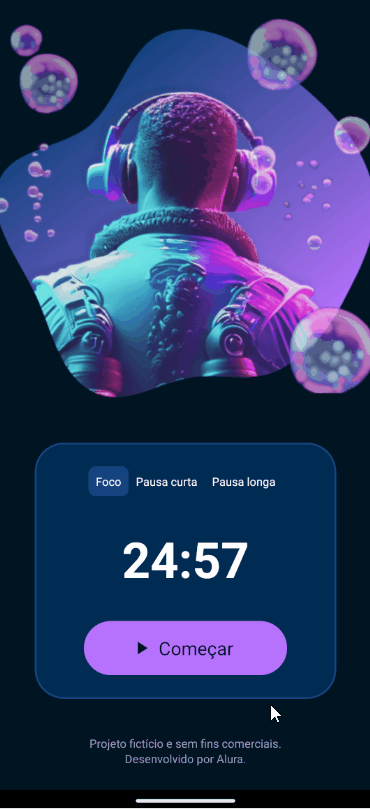 Foco Pausa curta Pausa longa
24:57
Começar
Projeto fictício e sem fins comerciais.
Desenvolvido por Alura.